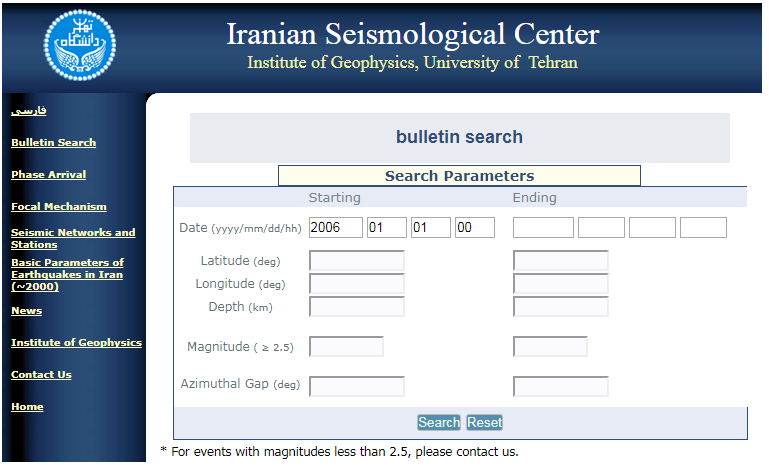 Iranian Seismological Center
Institute of Geophysics, University of Tehran
فارسی
Bulletin Search
Phase Arrival
Focal Mechanism
Seismic Networks and
Stations
Basic Parameters of
Earthquakes in Iran
(~2000)
News
Institute of Geophysics
Contact Us
Home
bulletin search
Search Parameters
Starting Ending
Date (yyyy/mm/dd/hh) 2006 01 01 00
Latitude (deg)
Longitude (deg)
Depth (km)
Magnitude ( ≥ 2.5)
Azimuthal Gap (deg)
Search Reset
* For events with magnitudes less than 2.5, please contact us.